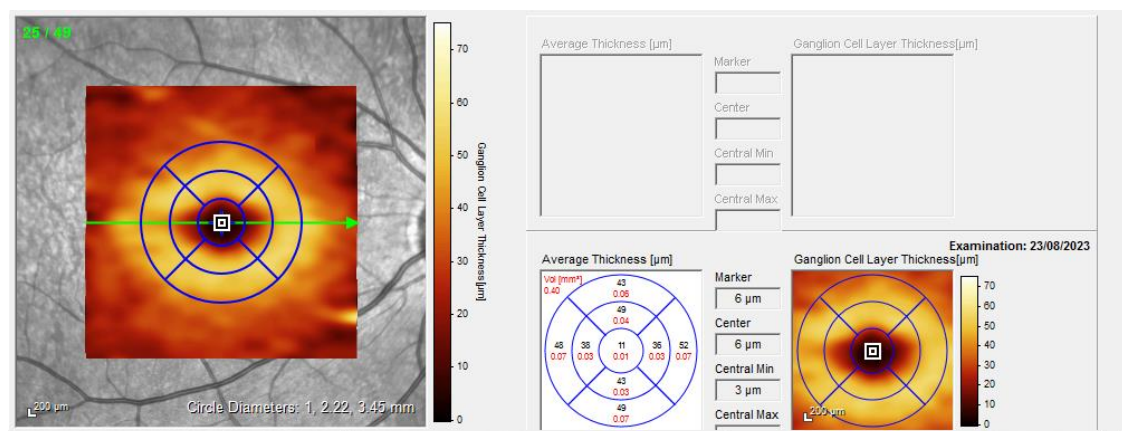 25 / 49
70
60
50
40
30
20
10
0
Ganglion Cell Layer Thickness[µm]
200 µm
Circle Diameters: 1, 2.22, 3.45 mm
Average Thickness [µm]
Marker
Center
Central Min
Central Max
Ganglion Cell Layer Thickness[µm]
Examination: 23/08/2023
Average Thickness [µm]
Vol [mm³]
0.40
43
0.06
49
0.04
48
0.07
38
0.03
11
0.01
36
0.03
52
0.07
43
0.03
49
0.07
Marker
6 µm
Center
6 µm
Central Min
3 µm
Central Max
Ganglion Cell Layer Thickness[µm]
200 µm
70
60
50
40
30
20
10
0